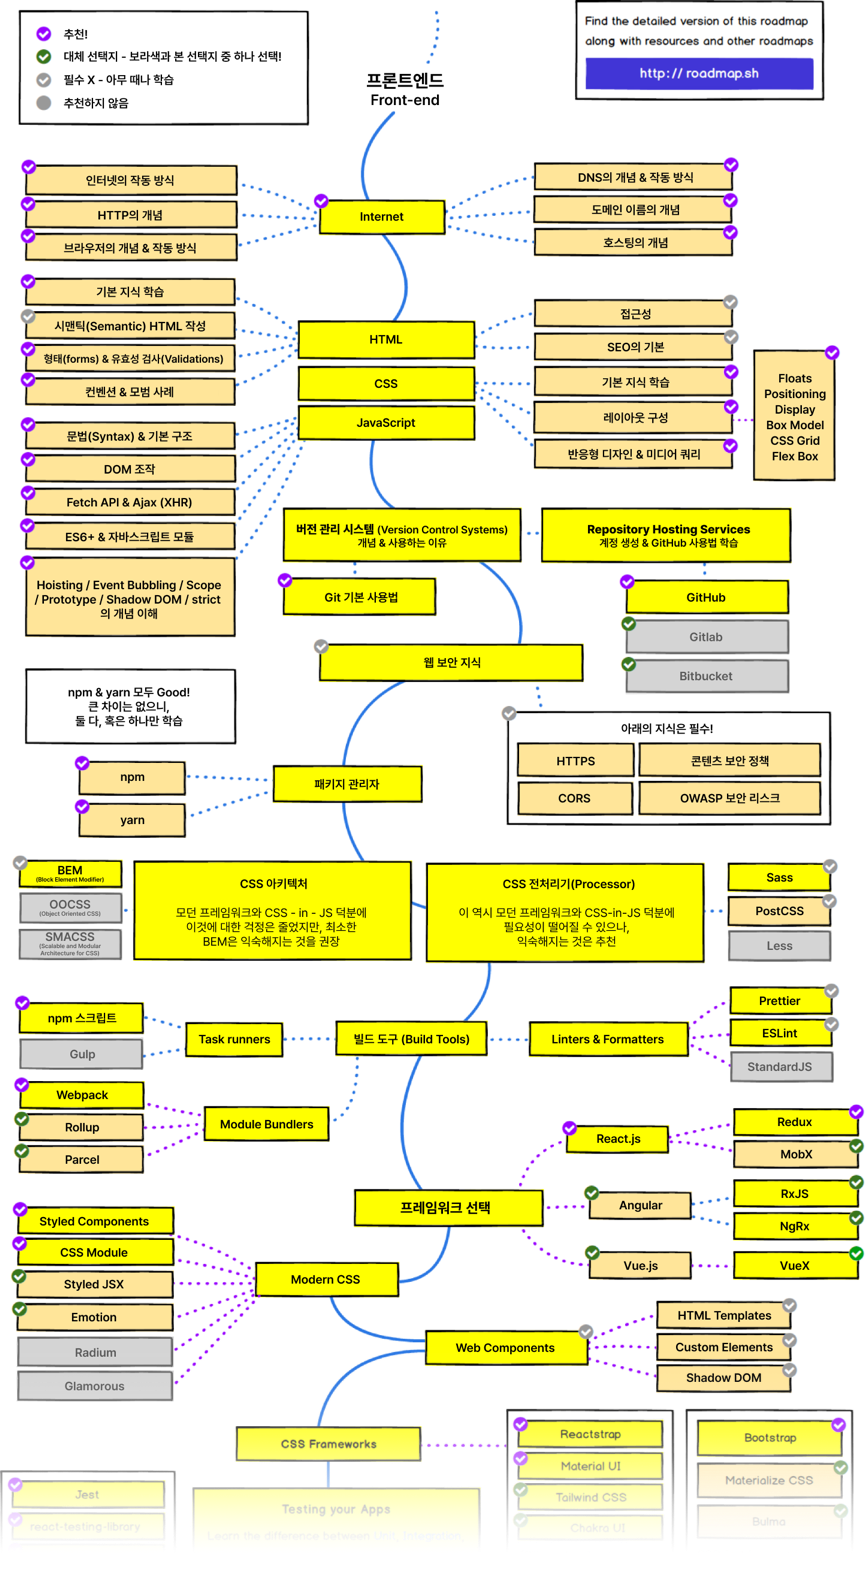 추천!
대체 선택지 - 보라색과 본 선택지 중 하나 선택!
필수 X - 아무 때나 학습
추천하지 않음
프론트엔드
Front-end
Find the detailed version of this roadmap
along with resources and other roadmaps
http://roadmap.sh
인터넷의 작동 방식
HTTP의 개념
브라우저의 개념 & 작동 방식
Internet
DNS의 개념 & 작동 방식
도메인 이름의 개념
호스팅의 개념
기본 지식 학습
시맨틱(Semantic) HTML 작성
형태(forms) & 유효성 검사(Validations)
컨벤션 & 모범 사례
HTML
CSS
JavaScript
접근성
SEO의 기본
기본 지식 학습
레이아웃 구성
반응형 디자인 & 미디어 쿼리
Floats
Positioning
Display
Box Model
CSS Grid
Flex Box
문법(Syntax) & 기본 구조
DOM 조작
Fetch API & Ajax (XHR)
ES6+ & 자바스크립트 모듈
Hoisting / Event Bubbling / Scope
/ Prototype / Shadow DOM / strict
의 개념 이해
버전 관리 시스템 (Version Control Systems)
개념 & 사용하는 이유
Git 기본 사용법
Repository Hosting Services
계정 생성 & GitHub 사용법 학습
GitHub
Gitlab
Bitbucket
웹 보안 지식
아래의 지식은 필수!
HTTPS
콘텐츠 보안 정책
CORS
OWASP 보안 리스크
npm & yarn 모두 Good!
큰 차이는 없으니,
둘 다, 혹은 하나만 학습
npm
yarn
패키지 관리자
BEM
(Block Element Modifier)
OOCSS
(Object Oriented CSS)
SMACSS
(Scalable and Modular
Architecture for CSS)
CSS 아키텍처
모던 프레임워크와 CSS - in - JS 덕분에
이것에 대한 걱정은 줄었지만, 최소한
BEM은 익숙해지는 것을 권장
CSS 전처리기(Processor)
이 역시 모던 프레임워크와 CSS-in-JS 덕분에
필요성이 떨어질 수 있으나,
익숙해지는 것은 추천
Sass
PostCSS
Less
npm 스크립트
Gulp
Task runners
빌드 도구 (Build Tools)
Linters & Formatters
Prettier
ESLint
StandardJS
Webpack
Rollup
Parcel
Module Bundlers
React.js
Redux
MobX
프레임워크 선택
Angular
RxJS
NgRx
Vue.js
VueX
Styled Components
CSS Module
Styled JSX
Emotion
Radium
Glamorous
Modern CSS
Web Components
HTML Templates
Custom Elements
Shadow DOM
CSS Frameworks
Reactstrap
Material UI
Tailwind CSS
Chakra UI
Bootstrap
Materialize CSS
Bulma
Jest
react-testing-library
Testing your Apps
Learn the difference between Unit, Integration